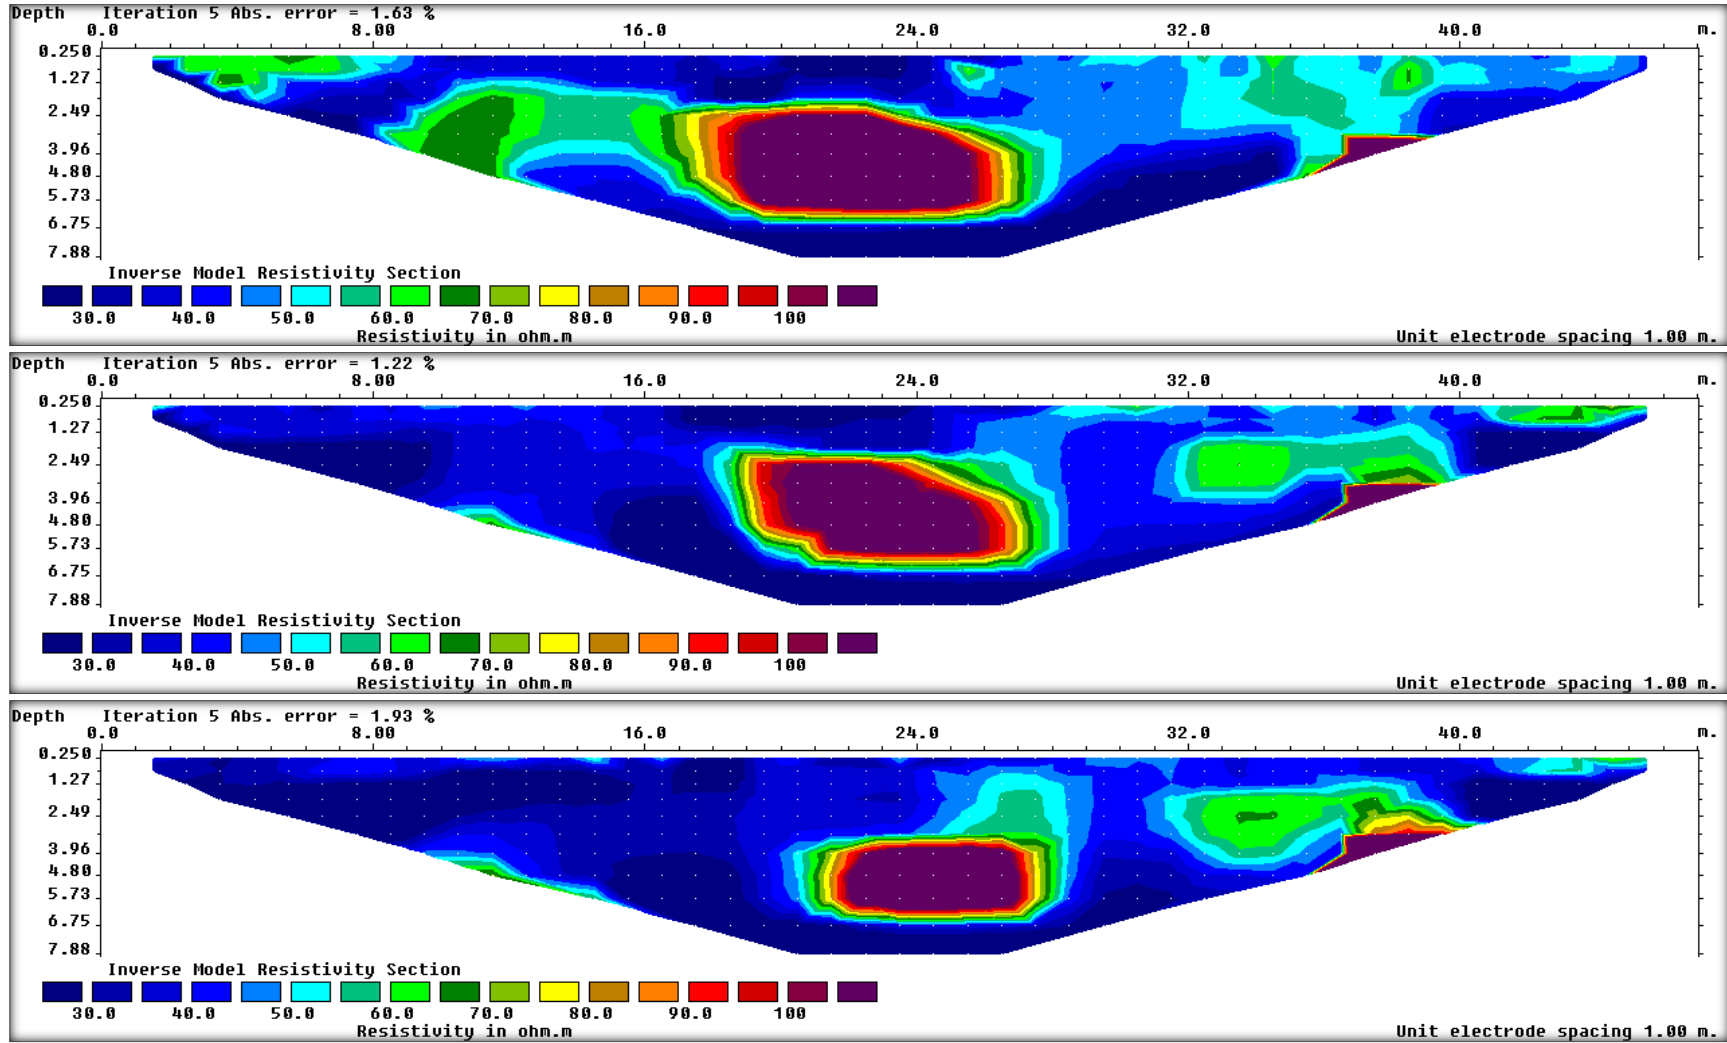 Depth Iteration 5 Abs. error = 1.63 %
0.0 8.00 16.0 24.0 32.0 40.0 m.
0.250
1.27
2.49
3.96
4.80
5.73
6.75
7.88
Inverse Model Resistivity Section
30.0 40.0 50.0 60.0 70.0 80.0 90.0 100
Resistivity in ohm.m Unit electrode spacing 1.00 m.
Depth Iteration 5 Abs. error = 1.22 %
0.0 8.00 16.0 24.0 32.0 40.0 m.
0.250
1.27
2.49
3.96
4.80
5.73
6.75
7.88
Inverse Model Resistivity Section
30.0 40.0 50.0 60.0 70.0 80.0 90.0 100
Resistivity in ohm.m Unit electrode spacing 1.00 m.
Depth Iteration 5 Abs. error = 1.93 %
0.0 8.00 16.0 24.0 32.0 40.0 m.
0.250
1.27
2.49
3.96
4.80
5.73
6.75
7.88
Inverse Model Resistivity Section
30.0 40.0 50.0 60.0 70.0 80.0 90.0 100
Resistivity in ohm.m Unit electrode spacing 1.00 m.